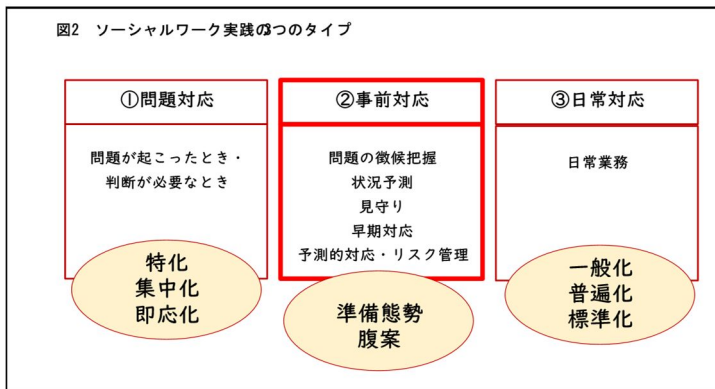 図2　ソーシャルワーク実践の3つのタイプ
①問題対応
問題が起こったとき・
判断が必要なとき
特化
集中化
即応化
②事前対応
問題の徴候把握
状況予測
見守り
早期対応
予測的対応・リスク管理
準備態勢
腹案
③日常対応
日常業務
一般化
普遍化
標準化